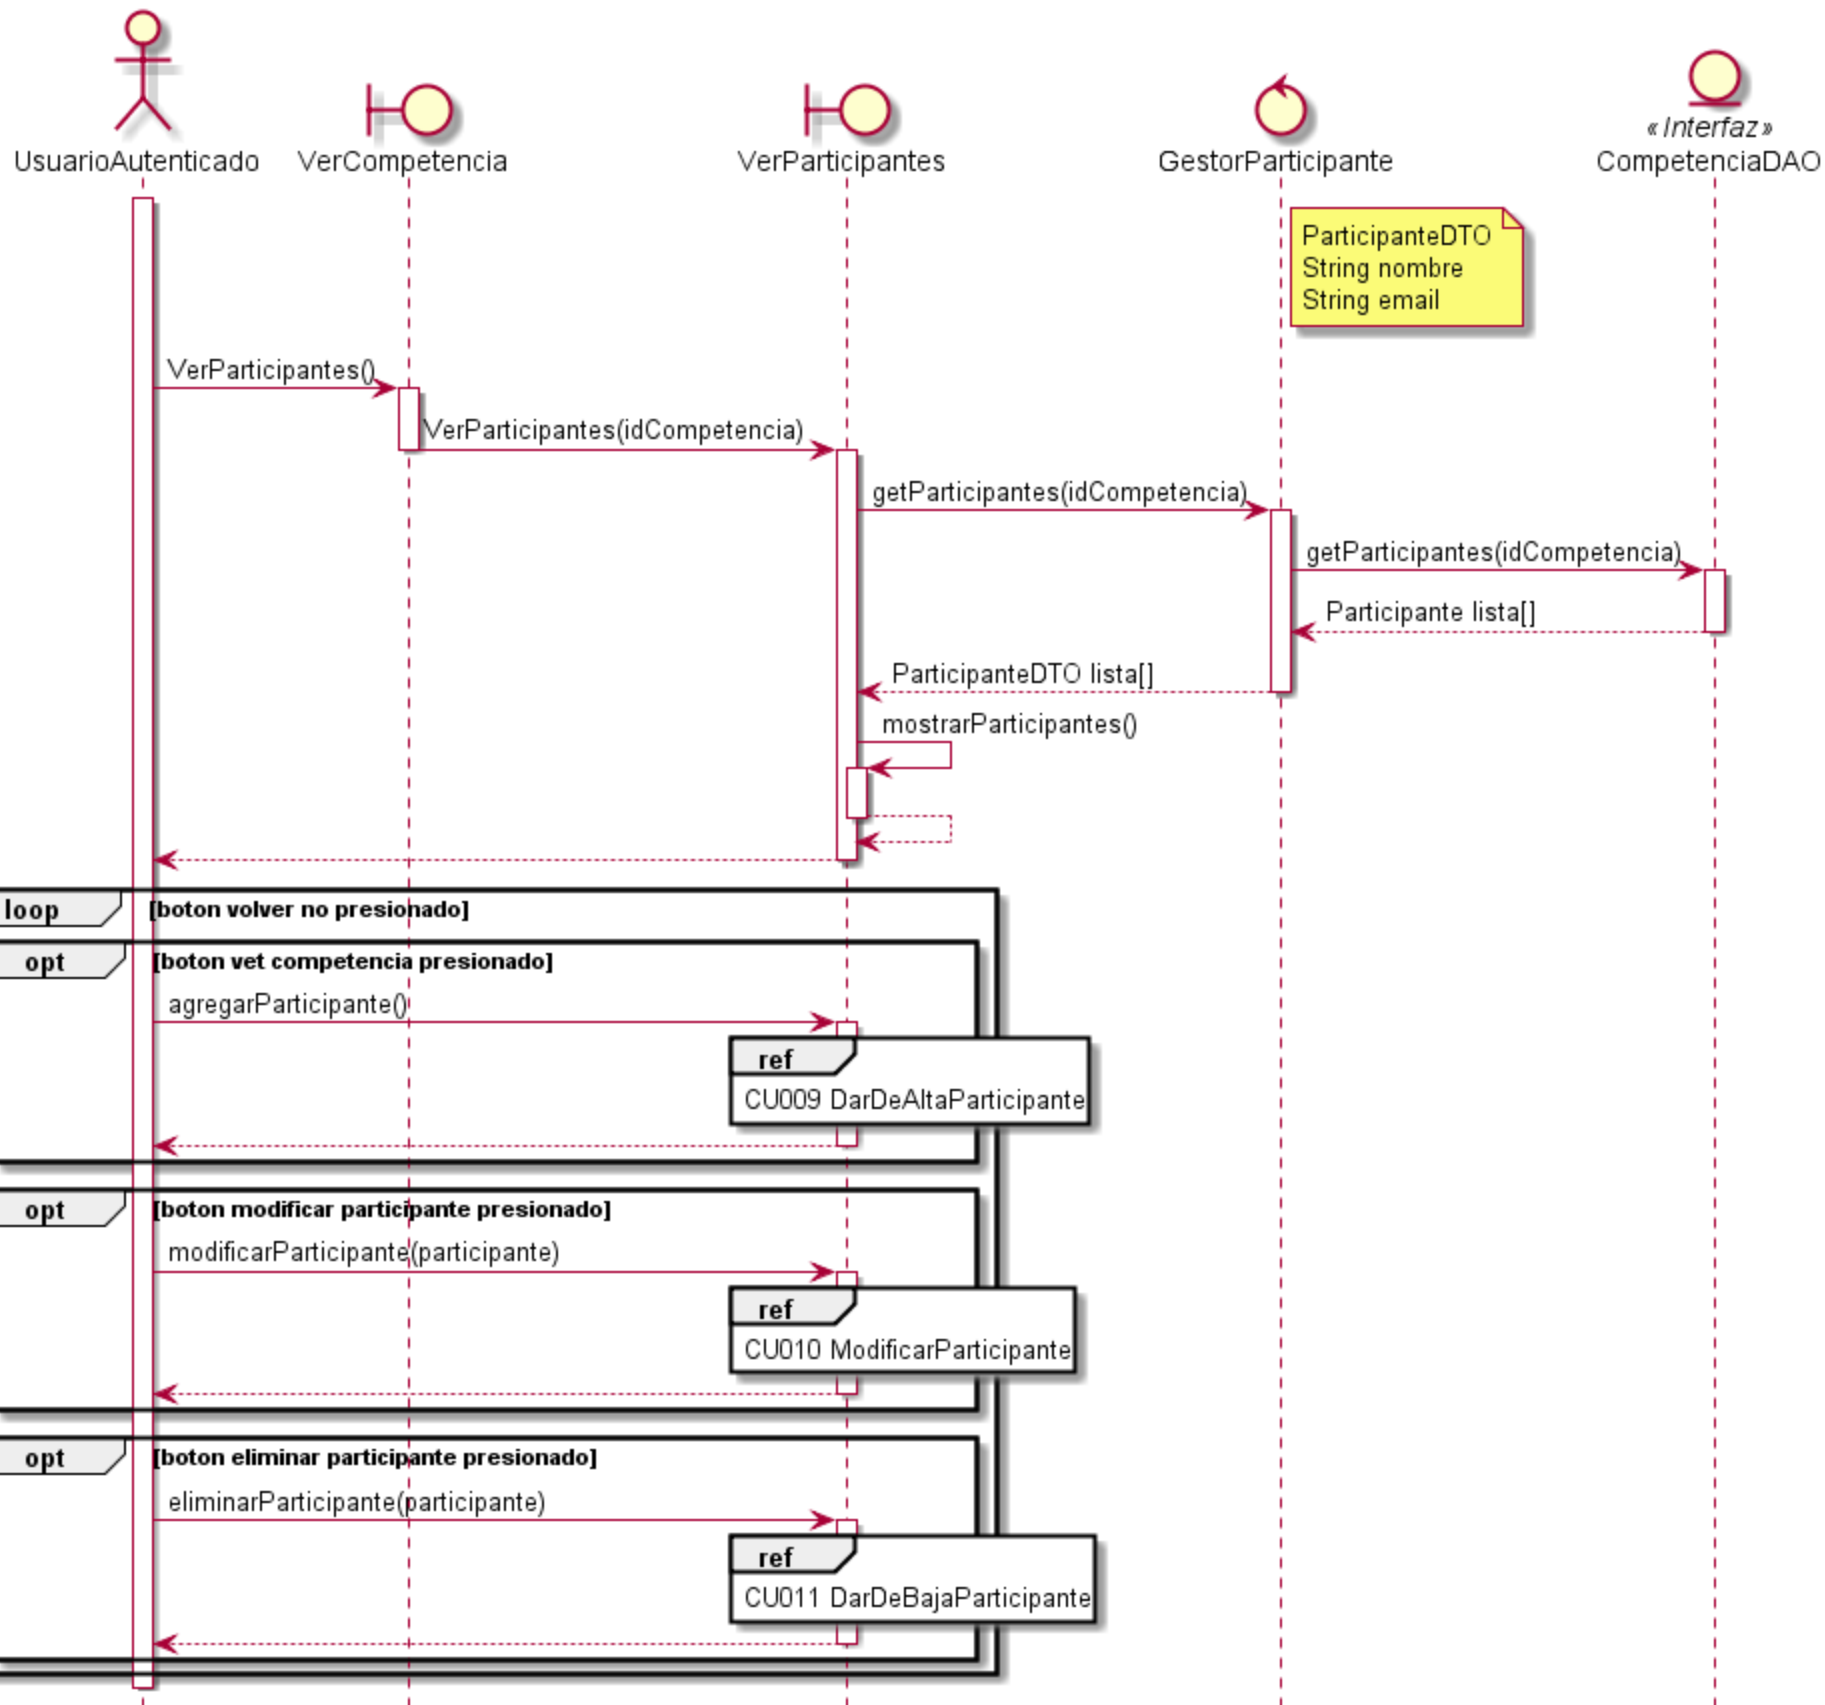 «Interfaz»
UsuarioAutenticado VerCompetencia VerParticipantes GestorParticipante CompetenciaDAO
ParticipanteDTO
String nombre
String email
VerParticipantes()
VerParticipantes(idCompetencia)
getParticipantes(idCompetencia)
getParticipantes(idCompetencia)
Participante lista[]
ParticipanteDTO lista[]
mostrarParticipantes()
loop [boton volver no presionado]
opt [boton vet competencia presionado]
agregarParticipante()
ref
CU009 DarDeAltaParticipante
opt [boton modificar participante presionado]
modificarParticipante(participante)
ref
CU010 ModificarParticipante
opt [boton eliminar participante presionado]
eliminarParticipante(participante)
ref
CU011 DarDeBajaParticipante